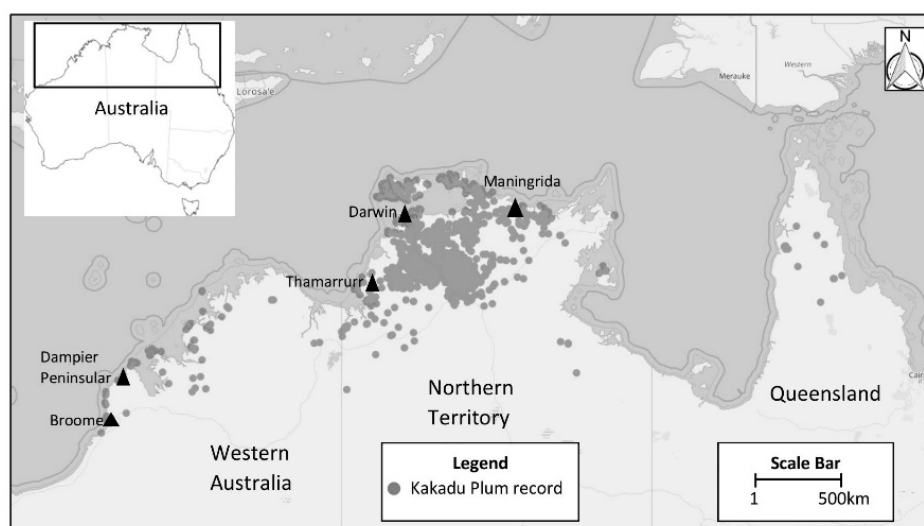 Australia
Lorosa'e
Merauke
Western
N
Maningrida
Darwin
Thamarrurr
Dampier
Peninsular
Broome
Northern
Territory
Queensland
Western
Australia
Legend
Kakadu Plum record
Scale Bar
1 500km